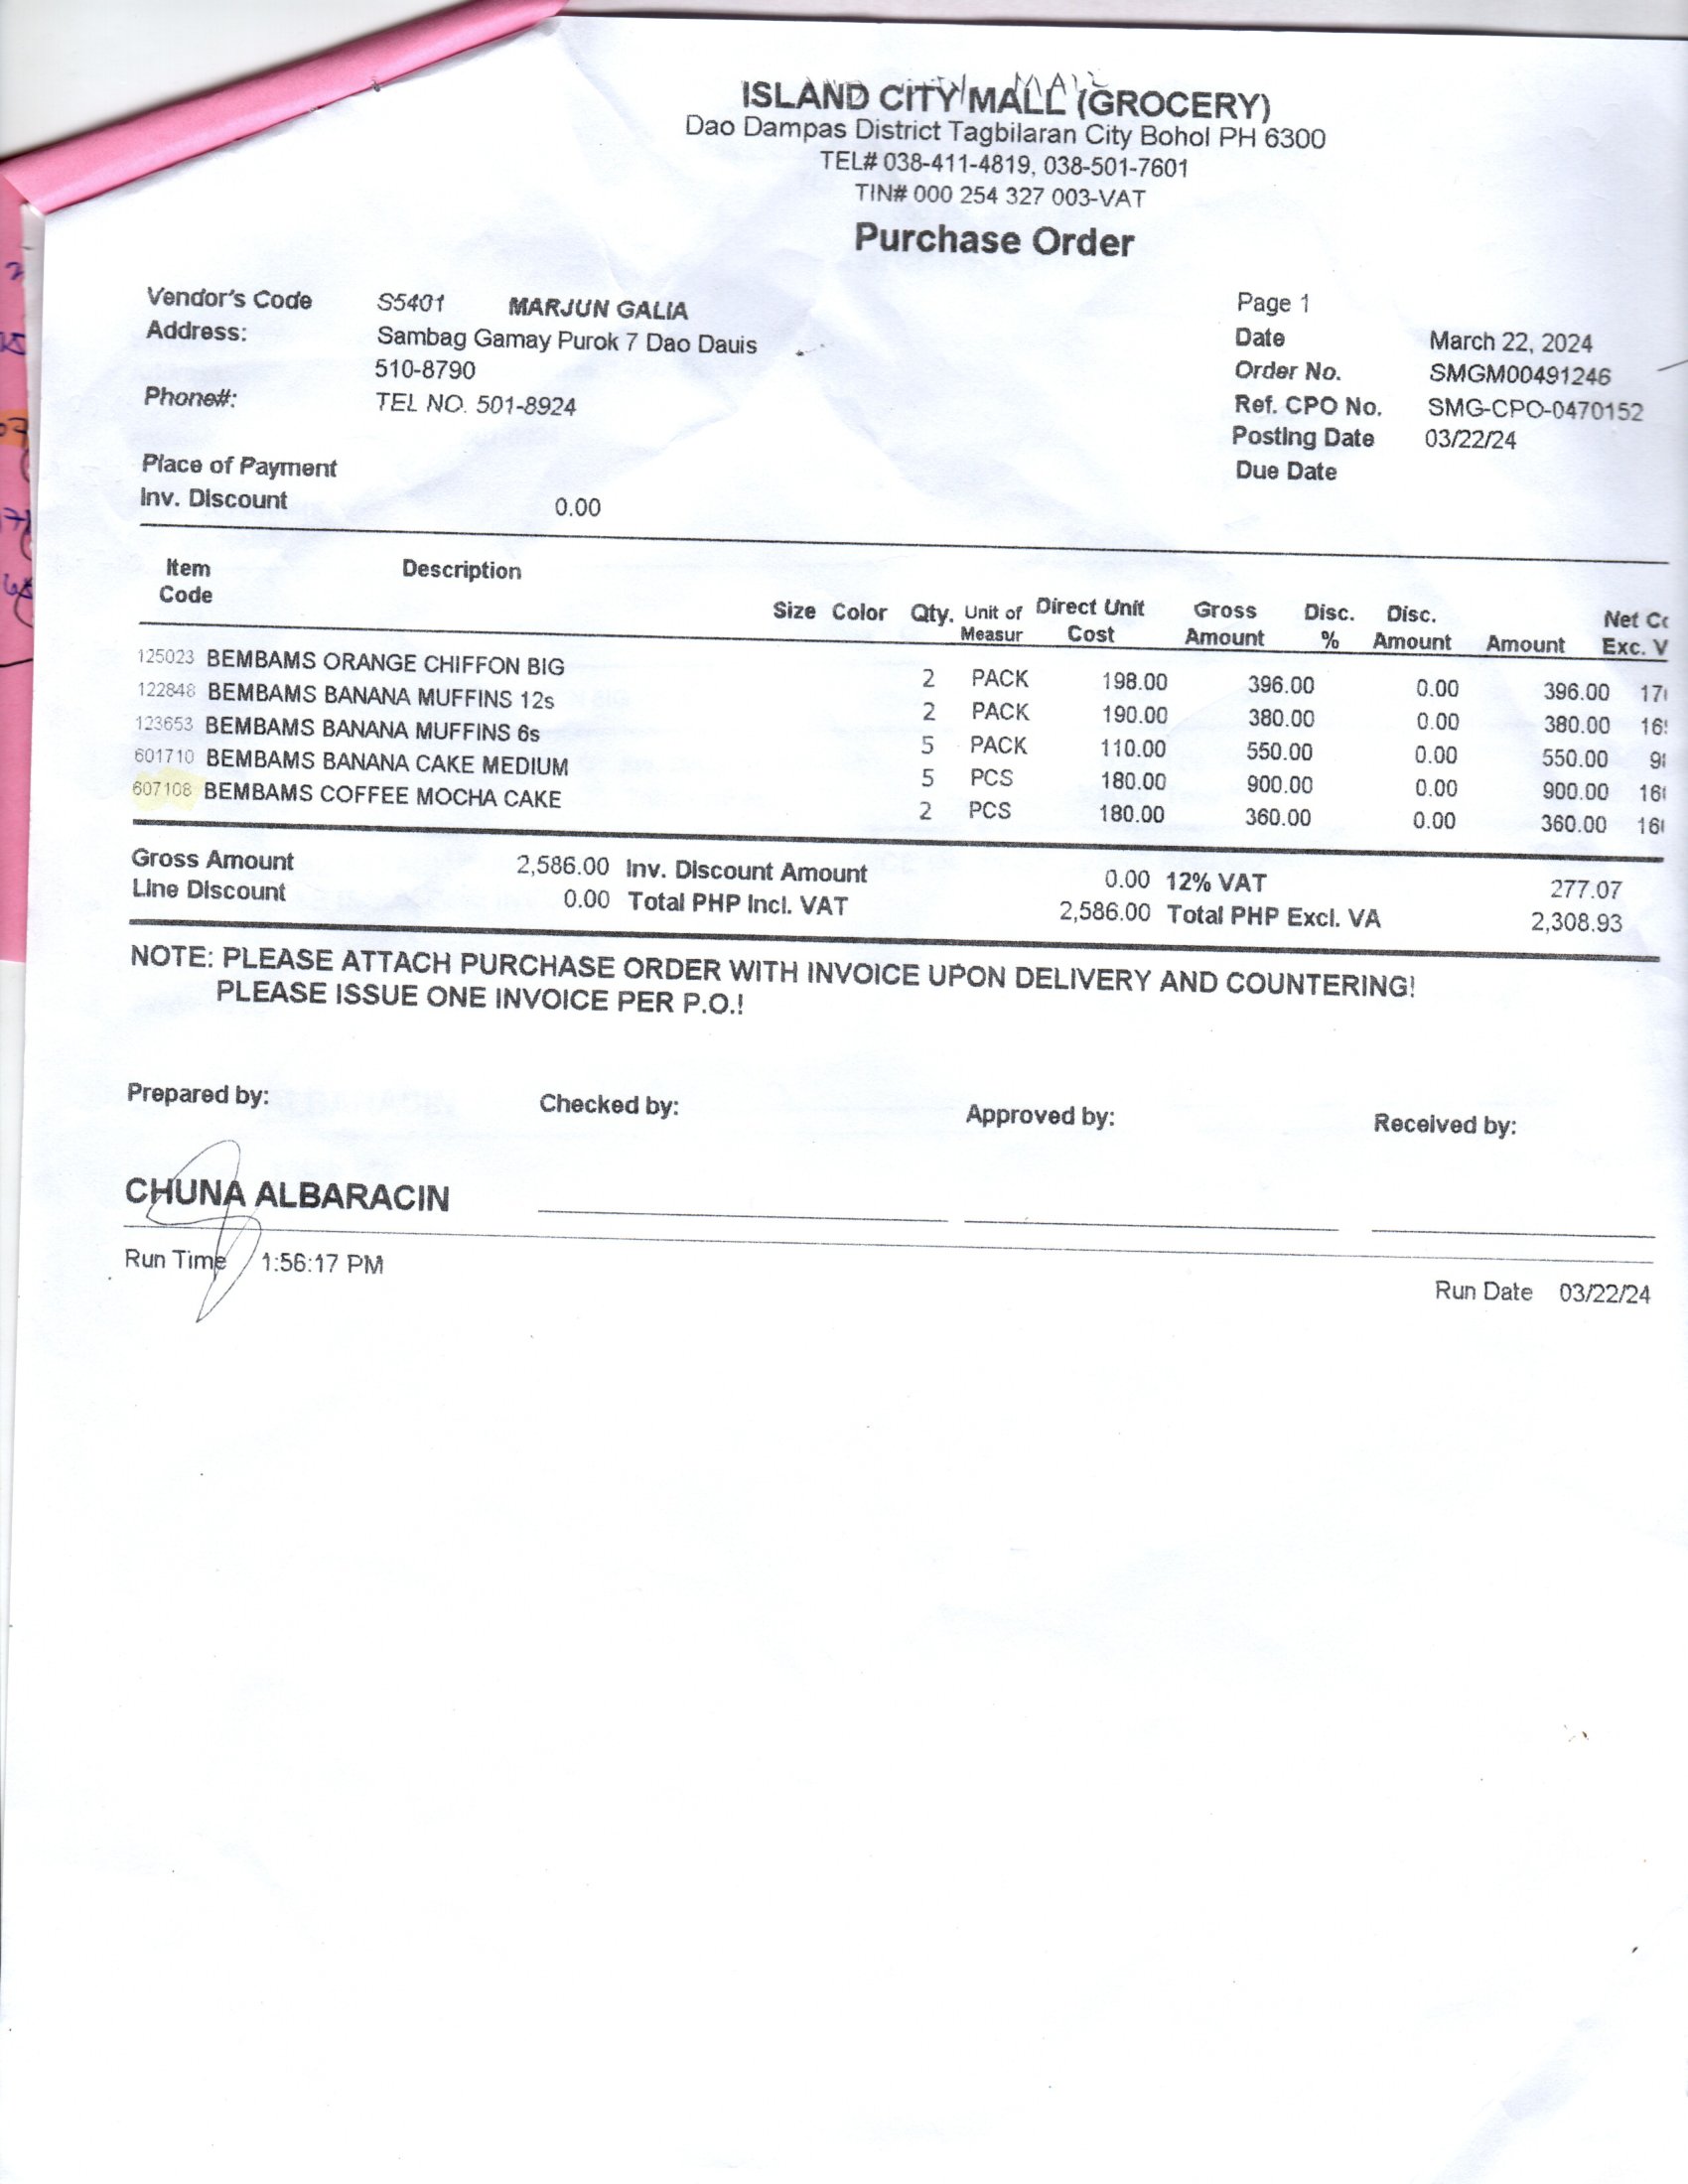 ISLAND CITY MALL (GROCERY)
Dao Dampas District Tagbilaran City Bohol PH 6300
TEL# 038-411-4819, 038-501-7601
TIN# 000 254 327 003-VAT
Purchase Order
Vendor's Code S5401 MARJUN GALIA
Address: Sambag Gamay Purok 7 Dao Dauis
510-8790
Phone#: TEL NO. 501-8924
Place of Payment
Inv. Discount 0.00
Page 1
Date March 22, 2024
Order No. SMGM00491246
Ref. CPO No. SMG-CPO-0470152
Posting Date 03/22/24
Due Date
Item Code Description Size Color Qty. Unit of Measur Direct Unit Cost Gross Amount Disc. % Disc. Amount Amount Net Exc. V
125023 BEMBAMS ORANGE CHIFFON BIG 2 PACK 198.00 396.00 0.00 396.00
122848 BEMBAMS BANANA MUFFINS 12s 2 PACK 190.00 380.00 0.00 380.00
123653 BEMBAMS BANANA MUFFINS 6s 5 PACK 110.00 550.00 0.00 550.00
601710 BEMBAMS BANANA CAKE MEDIUM 5 PCS 180.00 900.00 0.00 900.00
607108 BEMBAMS COFFEE MOCHA CAKE 2 PCS 180.00 360.00 0.00 360.00
Gross Amount 2,586.00 Inv. Discount Amount 0.00 12% VAT 277.07
Line Discount 0.00 Total PHP Incl. VAT 2,586.00 Total PHP Excl. VA 2,308.93
NOTE: PLEASE ATTACH PURCHASE ORDER WITH INVOICE UPON DELIVERY AND COUNTERING!
PLEASE ISSUE ONE INVOICE PER P.O.!
Prepared by: Checked by: Approved by: Received by:
CHUNA ALBARACIN
Run Time 1:56:17 PM
Run Date 03/22/24